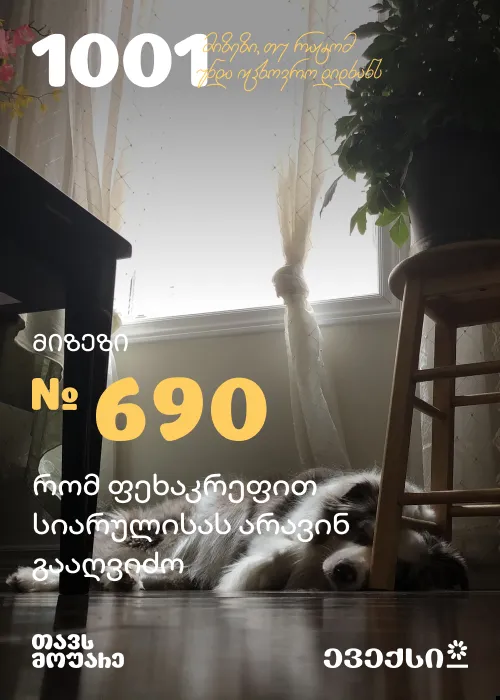 1001
მიზეზი, თუ რატომ
უნდა იცხოვრო დიდხანს
მიზეზი
№ 690
რომ ფეხაკრეფით
სიარულისას არავინ
გააღვიძო
თავს
მოუარე
ევექსი